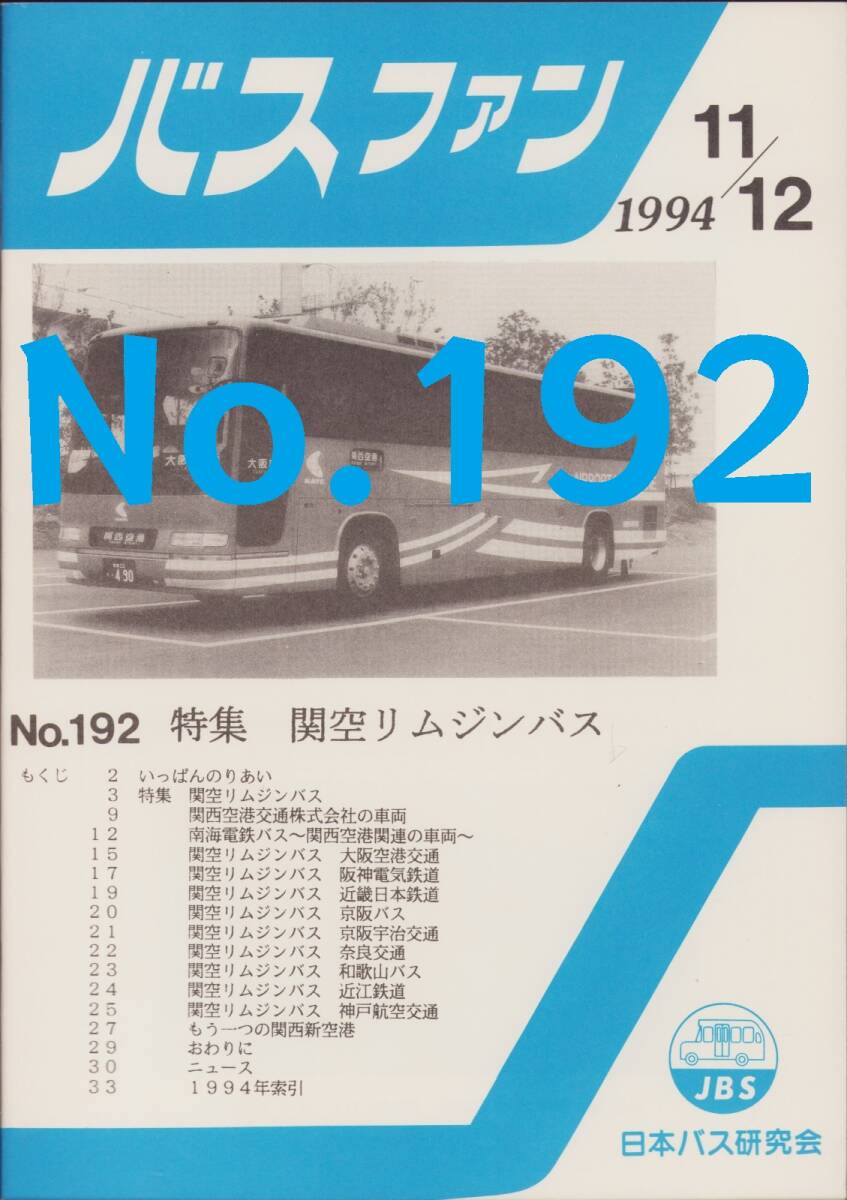 バスファン
11/12
1994
No.192
大阪
大阪
関西空港
関西空港
490
No.192 特集 関空リムジンバス
もくじ 2 いっぱんのりあい
3 特集 関空リムジンバス
9 関西空港交通株式会社の車両
12 南海電鉄バス～関西空港関連の車両～
15 関空リムジンバス 大阪空港交通
17 関空リムジンバス 阪神電気鉄道
19 関空リムジンバス 近畿日本鉄道
20 関空リムジンバス 京阪バス
21 関空リムジンバス 京阪宇治交通
22 関空リムジンバス 奈良交通
23 関空リムジンバス 和歌山バス
24 関空リムジンバス 近江鉄道
25 関空リムジンバス 神戸航空交通
27 もう一つの関西新空港
29 おわりに
30 ニュース
33 1994年索引
JBS
日本バス研究会